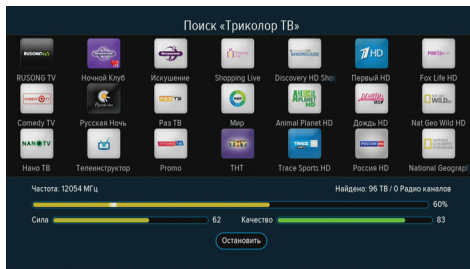 Поиск «Триколор ТВ»
RUSONG TV Ночной Клуб Искушение Shopping Live Discovery HD Sho Первый HD Fox Life HD
Comedy TV Русская Ночь Раз ТВ Мир Animal Planet HD Дождь HD Nat Geo Wild HD
Нано ТВ Телеинструктор Promo ТНТ Trace Sports HD Россия HD National Geograph
Частота: 12054 МГц Найдено: 96 ТВ / 0 Радио каналов
60%
Сила 62 Качество 83
Остановить